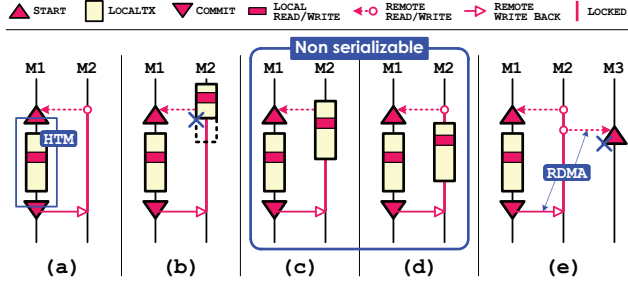 START LOCALTX COMMIT LOCAL READ/WRITE REMOTE READ/WRITE REMOTE WRITE BACK LOCKED
Non serializable
M1 M2 M1 M2 M1 M2 M1 M2 M1 M2 M3
HTM
RDMA
(a) (b) (c) (d) (e)